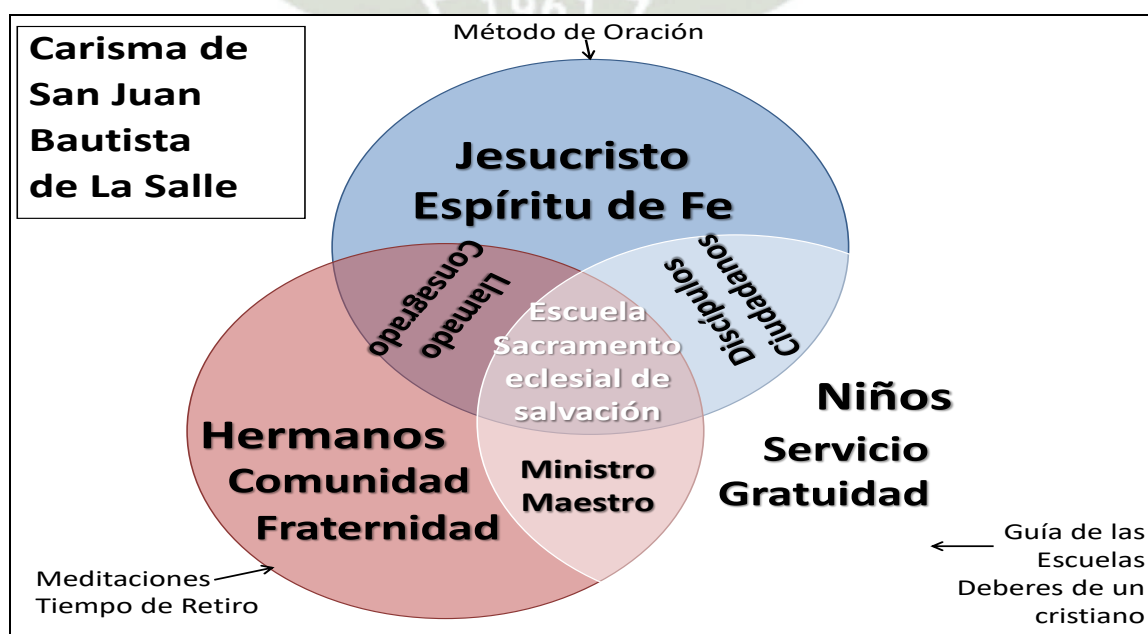 Carisma de
San Juan
Bautista
de La Salle
Método de Oración
Jesucristo
Espíritu de Fe
Consagrado
Llamado
Discípulos
Ciudadanos
Escuela
Sacramento
eclesial de
salvación
Niños
Servicio
Gratuidad
Hermanos
Comunidad
Fraternidad
Ministro
Maestro
Meditaciones
Tiempo de Retiro
Guía de las
Escuelas
Deberes de un
cristiano